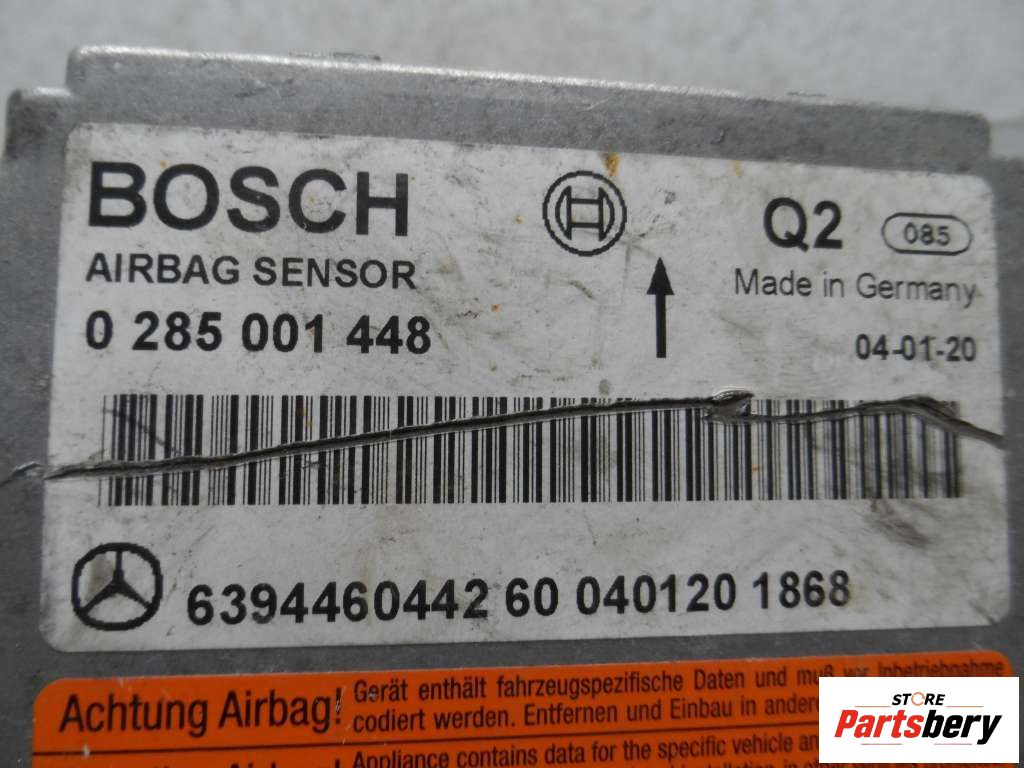 BOSCH
Q2 085
AIRBAG SENSOR
Made in Germany
0 285 001 448
04-01-20
6394460442 60 040120 1868
Achtung Airbag! Gerät enthält fahrzeugspezifische Daten und muß vor Inbetriebnahme
codiert werden. Entfernen und Einbau in andere
Airbag! Appliance contains data for the specific vehicle an
STORE
Partsbery